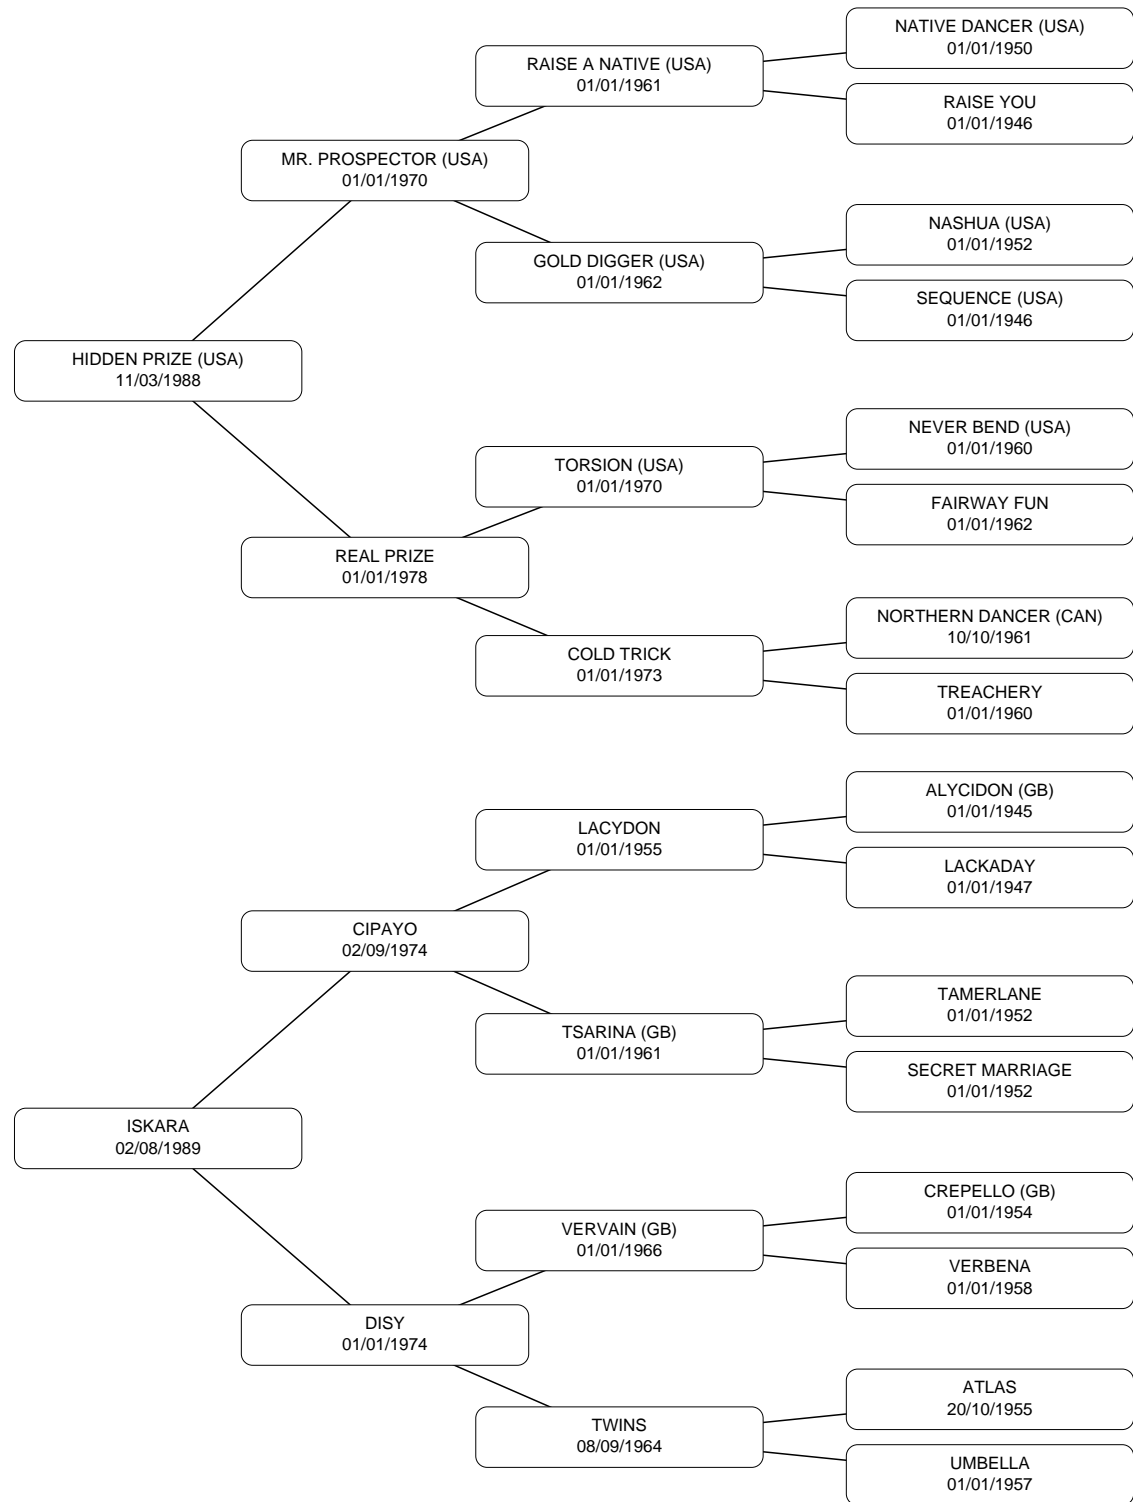 NATIVE DANCER (USA)
01/01/1950
RAISE A NATIVE (USA)
01/01/1961
RAISE YOU
01/01/1946
MR. PROSPECTOR (USA)
01/01/1970
NASHUA (USA)
01/01/1952
GOLD DIGGER (USA)
01/01/1962
SEQUENCE (USA)
01/01/1946
HIDDEN PRIZE (USA)
11/03/1988
NEVER BEND (USA)
01/01/1960
TORSION (USA)
01/01/1970
FAIRWAY FUN
01/01/1962
REAL PRIZE
01/01/1978
NORTHERN DANCER (CAN)
10/10/1961
COLD TRICK
01/01/1973
TREACHERY
01/01/1960
ALYCIDON (GB)
01/01/1945
LACYDON
01/01/1955
LACKADAY
01/01/1947
CIPAYO
02/09/1974
TAMERLANE
01/01/1952
TSARINA (GB)
01/01/1961
SECRET MARRIAGE
01/01/1952
ISKARA
02/08/1989
CREPELLO (GB)
01/01/1954
VERVAIN (GB)
01/01/1966
VERBENA
01/01/1958
DISY
01/01/1974
ATLAS
20/10/1955
TWINS
08/09/1964
UMBELLA
01/01/1957